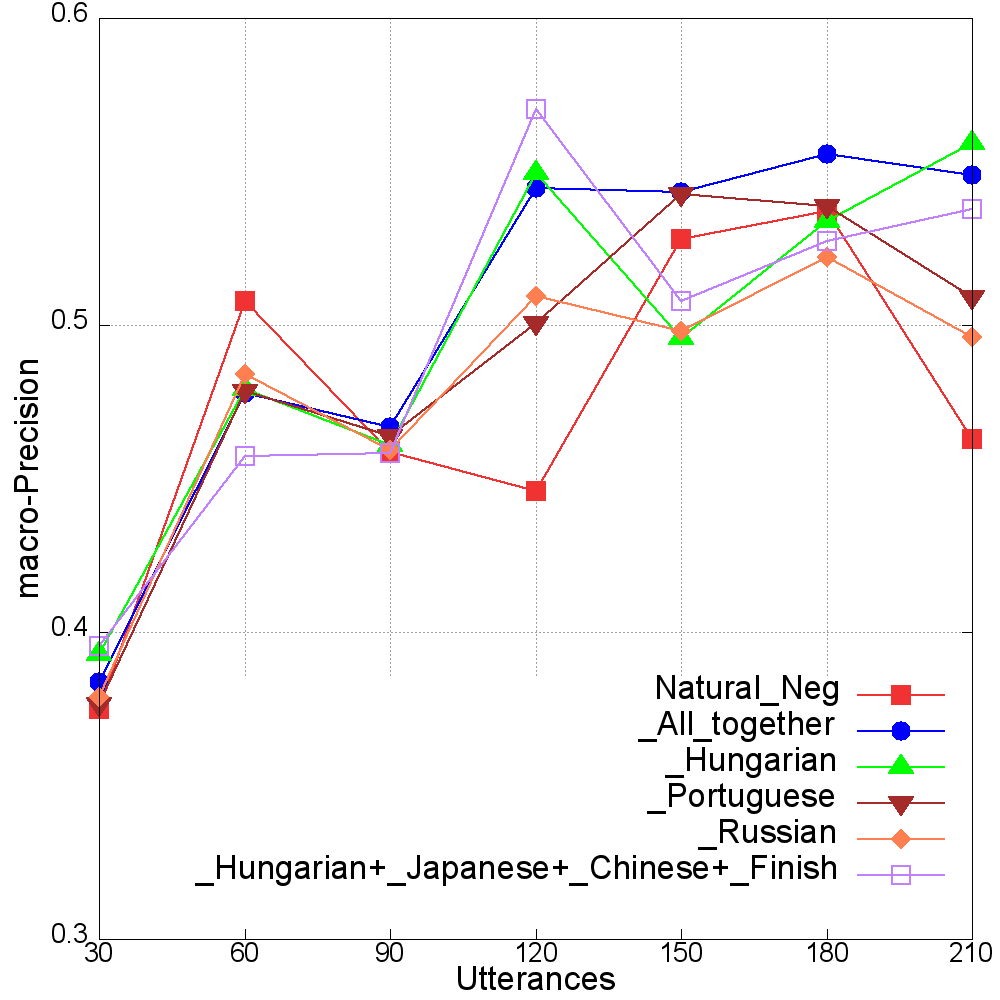 0.6
0.5
0.4
0.3
macro-Precision
Natural_Neg
_All_together
_Hungarian
_Portuguese
_Russian
_Hungarian+_Japanese+_Chinese+_Finish
30 60 90 120 150 180 210
Utterances